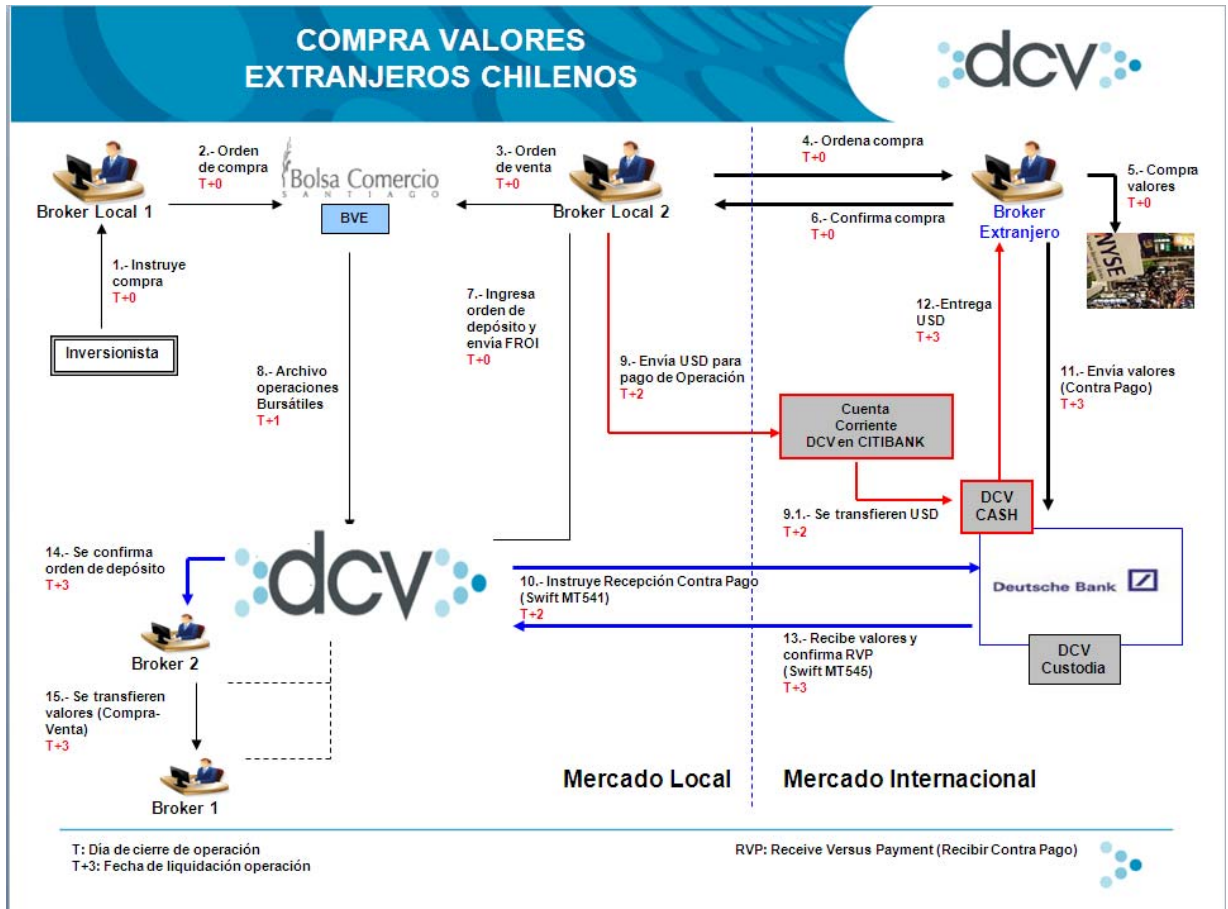 COMPRA VALORES
EXTRANJEROS CHILENOS
dcv
2.- Orden
de compra
T+0
Bolsa Comercio
SANTIAGO
BVE
3.- Orden
de venta
T+0
4.- Ordena compra
T+0
5.- Compra
valores
T+0
Broker Local 1
Broker Local 2
6.- Confirma compra
T+0
Broker
Extranjero
NYSE
1.- Instruye
compra
T+0
Inversionista
7.- Ingresa
orden de
depósito y
envía FROI
T+0
8.- Archivo
operaciones
Bursátiles
T+1
9.- Envía USD para
pago de Operación
T+2
12.-Entrega
USD
T+3
11.- Envía valores
(Contra Pago)
T+3
Cuenta
Corriente
DCV en CITIBANK
9.1.- Se transfieren USD
T+2
DCV
CASH
14.- Se confirma
orden de depósito
T+3
dcv
10.- Instruye Recepción Contra Pago
(Swift MT541)
T+2
Deutsche Bank
13.- Recibe valores y
confirma RVP
(Swift MT545)
T+3
DCV
Custodia
Broker 2
15.- Se transfieren
valores (Compra-
Venta)
T+3
Broker 1
Mercado Local
Mercado Internacional
T: Día de cierre de operación
T+3: Fecha de liquidación operación
RVP: Receive Versus Payment (Recibir Contra Pago)